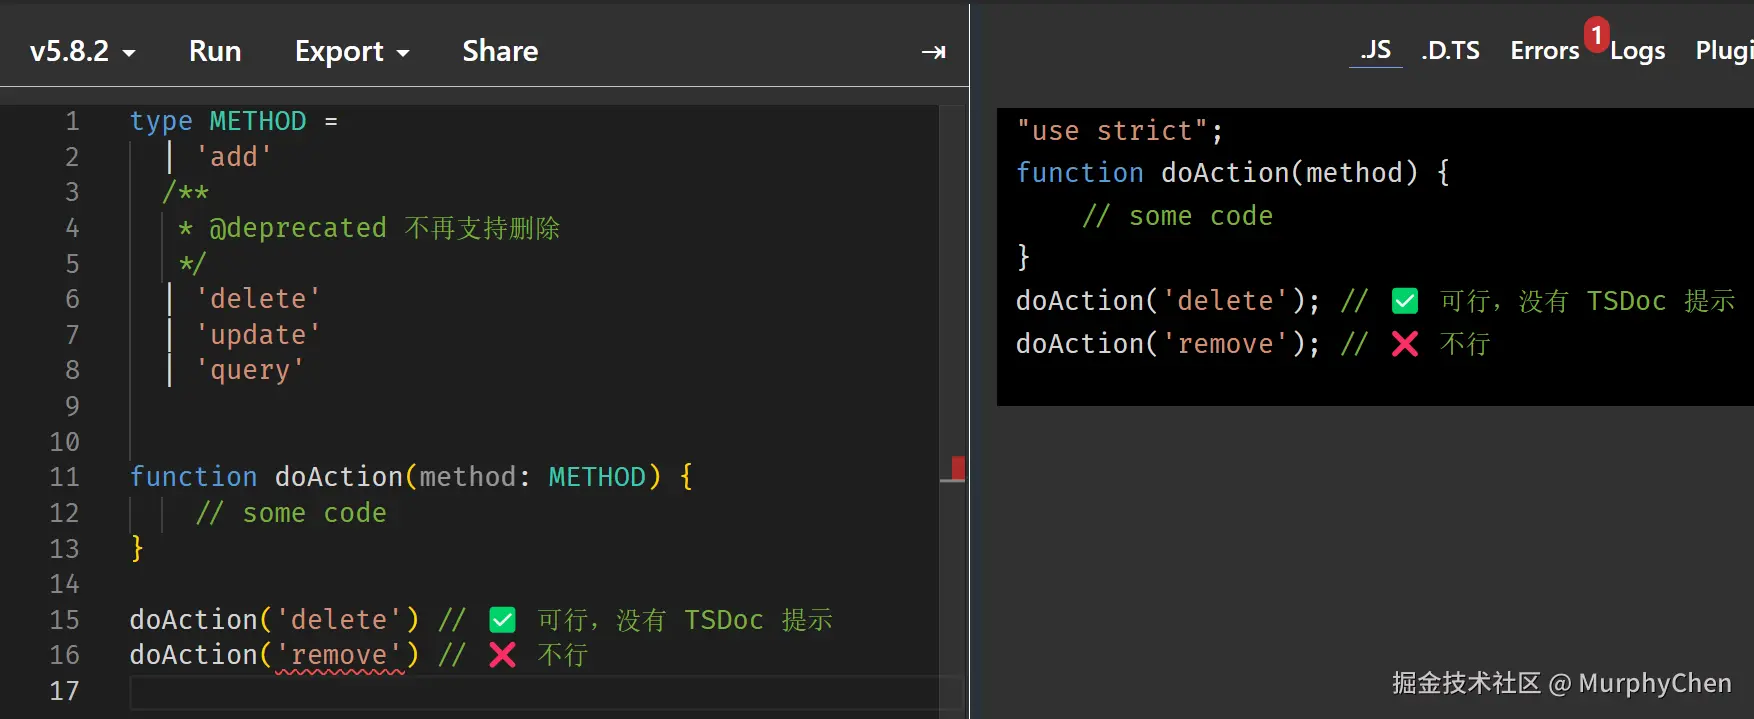 v5.8.2 Run Export Share
1 type METHOD =
2 | 'add'
3 /**
4 * @deprecated 不再支持删除
5 */
6 | 'delete'
7 | 'update'
8 | 'query'
9
10
11 function doAction(method: METHOD) {
12 // some code
13 }
14
15 doAction('delete') // ✅ 可行，没有 TSDoc 提示
16 doAction('remove') // ❌ 不行
17
.JS .D.TS Errors 1 Logs Plugi
"use strict";
function doAction(method) {
// some code
}
doAction('delete'); // ✅ 可行，没有 TSDoc 提示
doAction('remove'); // ❌ 不行
掘金技术社区 @ MurphyChen